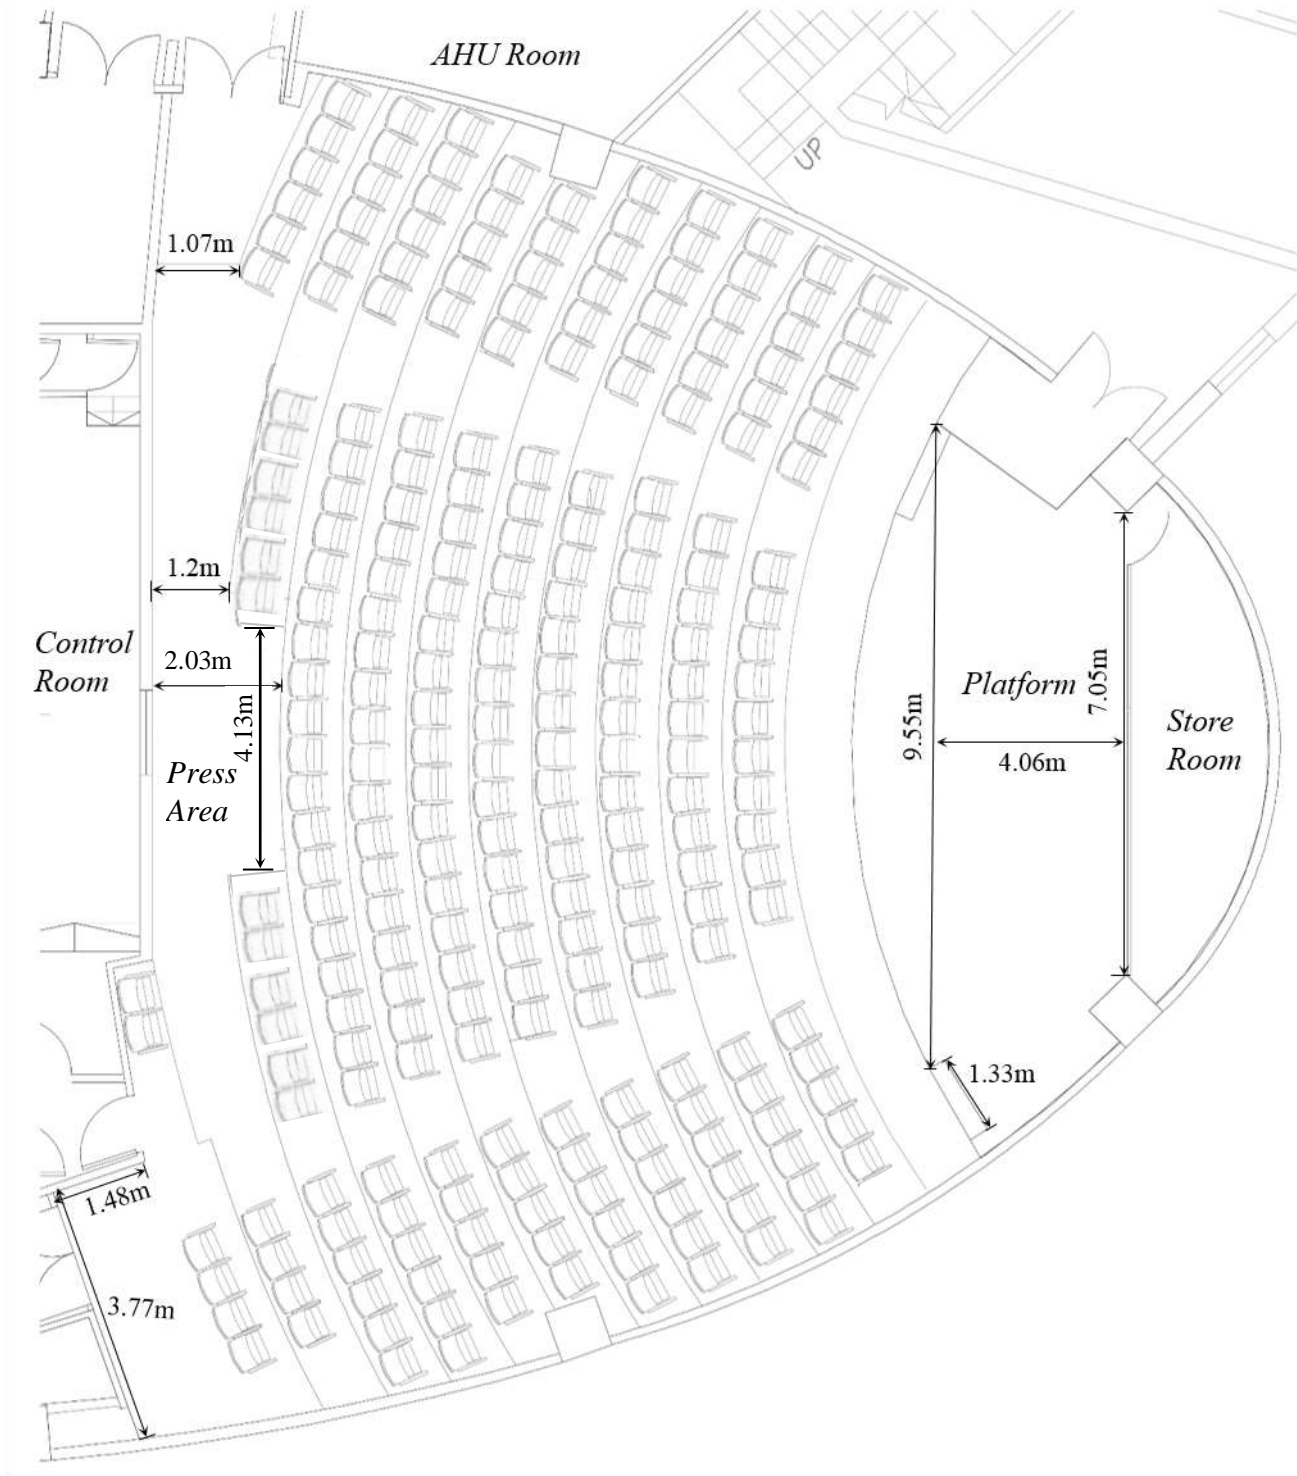 AHU Room
UP
1.07m
1.2m
Control
Room
2.03m
4.13m
Press
Area
9.55m
Platform
7.05m
4.06m
Store
Room
1.33m
1.48m
3.77m